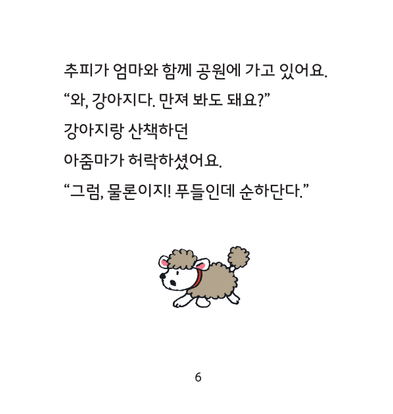 추피가 엄마와 함께 공원에 가고 있어요.
“와, 강아지다. 만져 봐도 돼요?”
강아지랑 산책하던
아줌마가 허락하셨어요.
“그럼, 물론이지! 푸들인데 순하단다.”
6